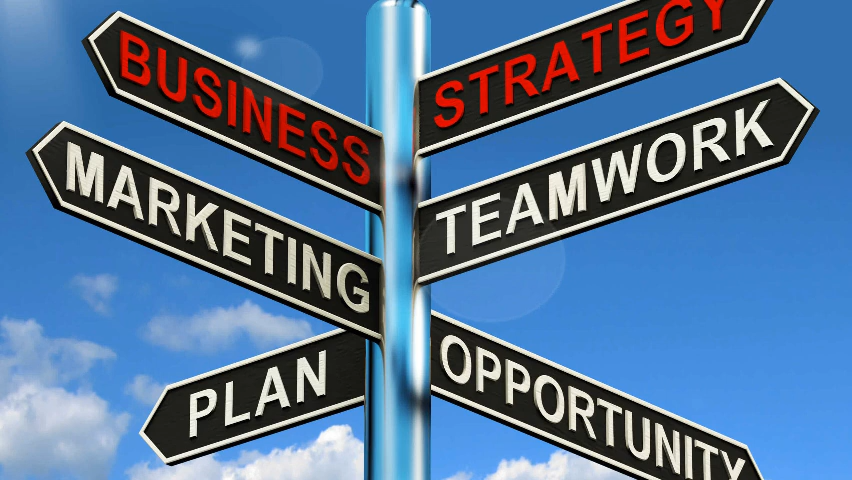 BUSINESS
STRATEGY
MARKETING
TEAMWORK
PLAN
OPPORTUNITY